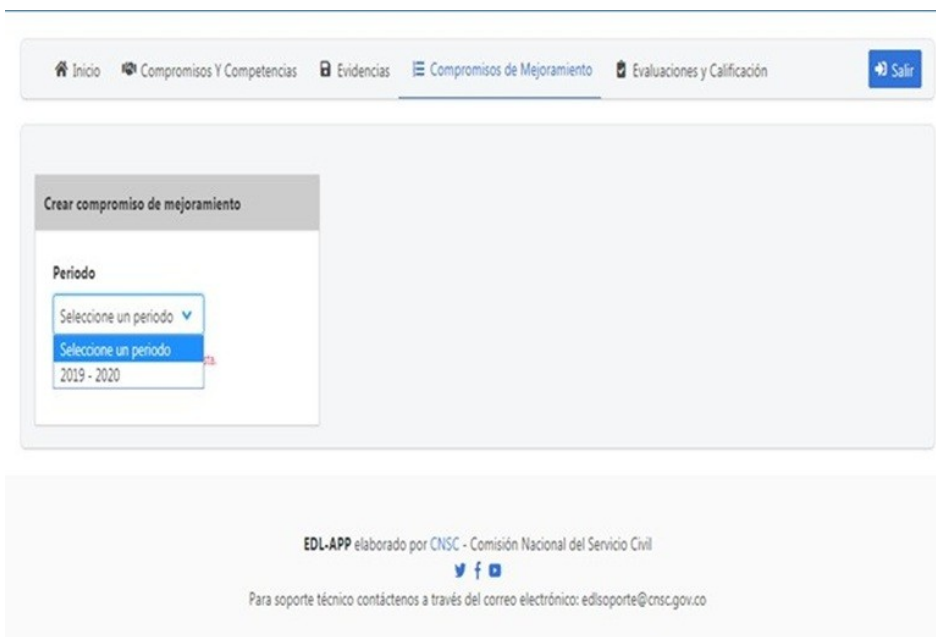 Inicio Compromisos Y Competencias Evidencias Compromisos de Mejoramiento Evaluaciones y Calificación Salir
Crear compromiso de mejoramiento
Periodo
Seleccione un periodo
Seleccione un periodo
2019 - 2020
EDL-APP elaborado por CNSC - Comisión Nacional del Servicio Civil
Para soporte técnico contáctenos a través del correo electrónico: edlsoporte@cnsc.gov.co